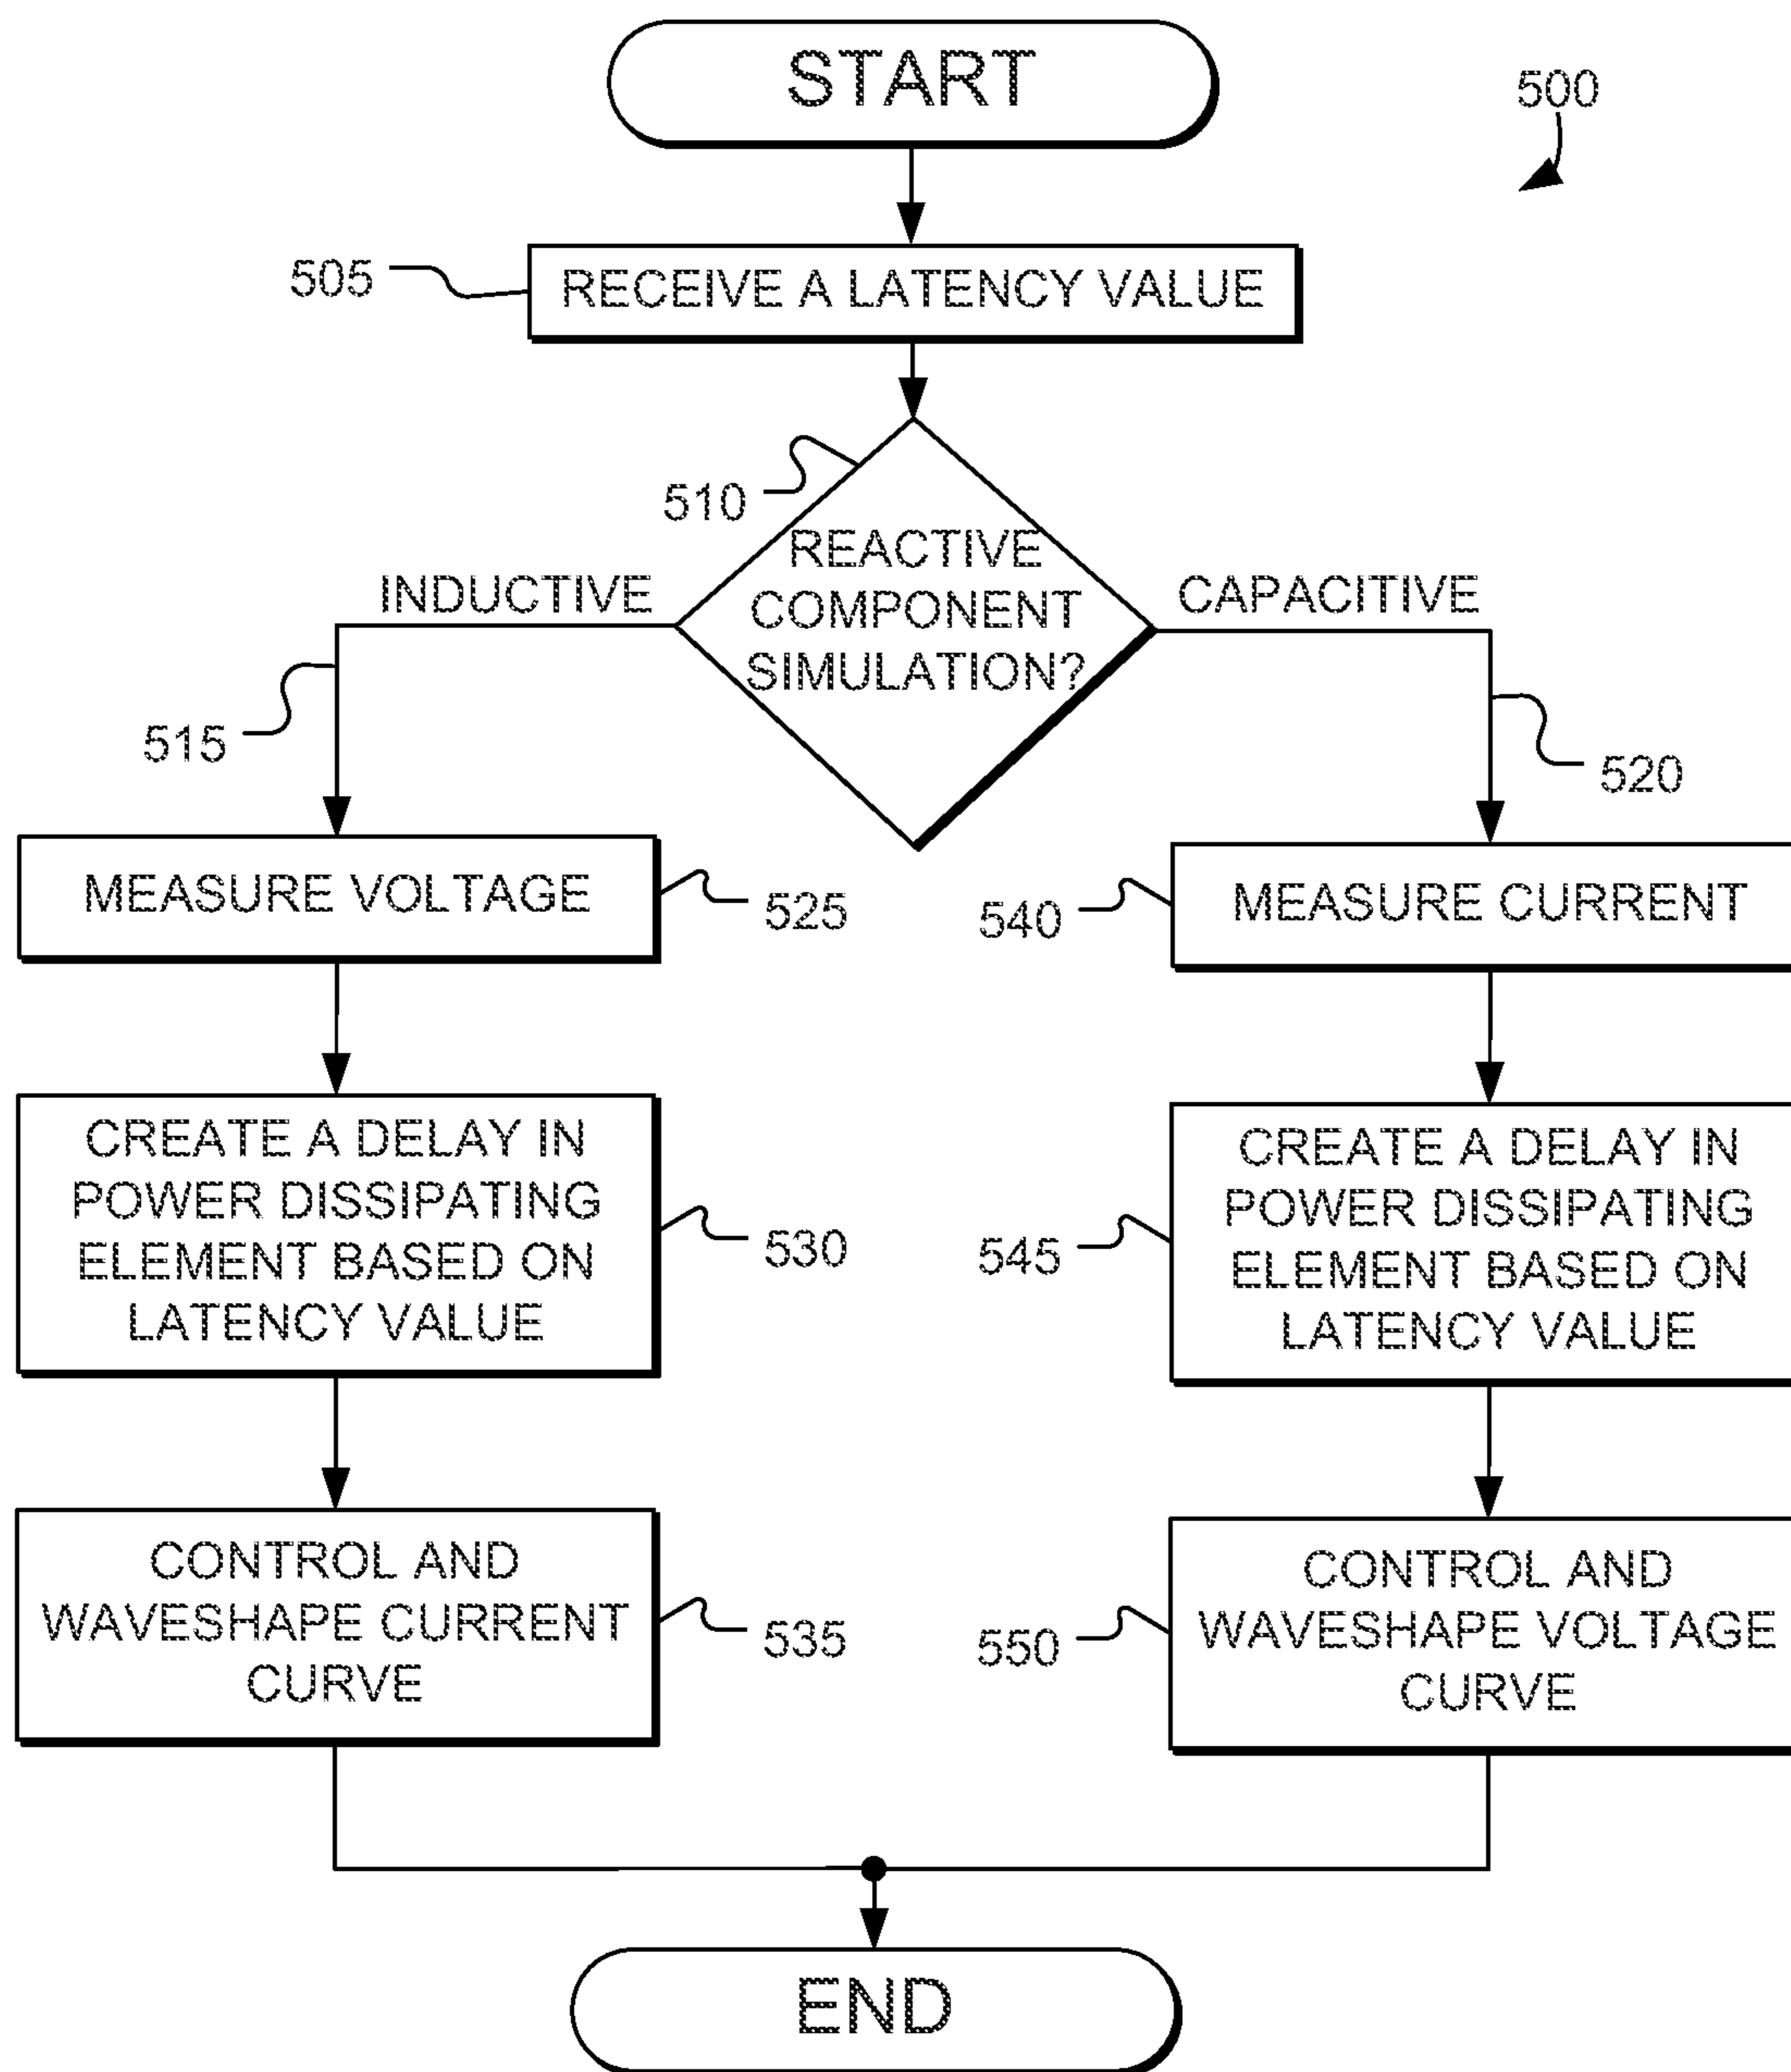 START
500
505
RECEIVE A LATENCY VALUE
510
REACTIVE
COMPONENT
SIMULATION?
INDUCTIVE
CAPACITIVE
515
520
MEASURE VOLTAGE
525
540
MEASURE CURRENT
CREATE A DELAY IN
POWER DISSIPATING
ELEMENT BASED ON
LATENCY VALUE
530
545
CREATE A DELAY IN
POWER DISSIPATING
ELEMENT BASED ON
LATENCY VALUE
CONTROL AND
WAVESHAPE CURRENT
CURVE
535
550
CONTROL AND
WAVESHAPE VOLTAGE
CURVE
END